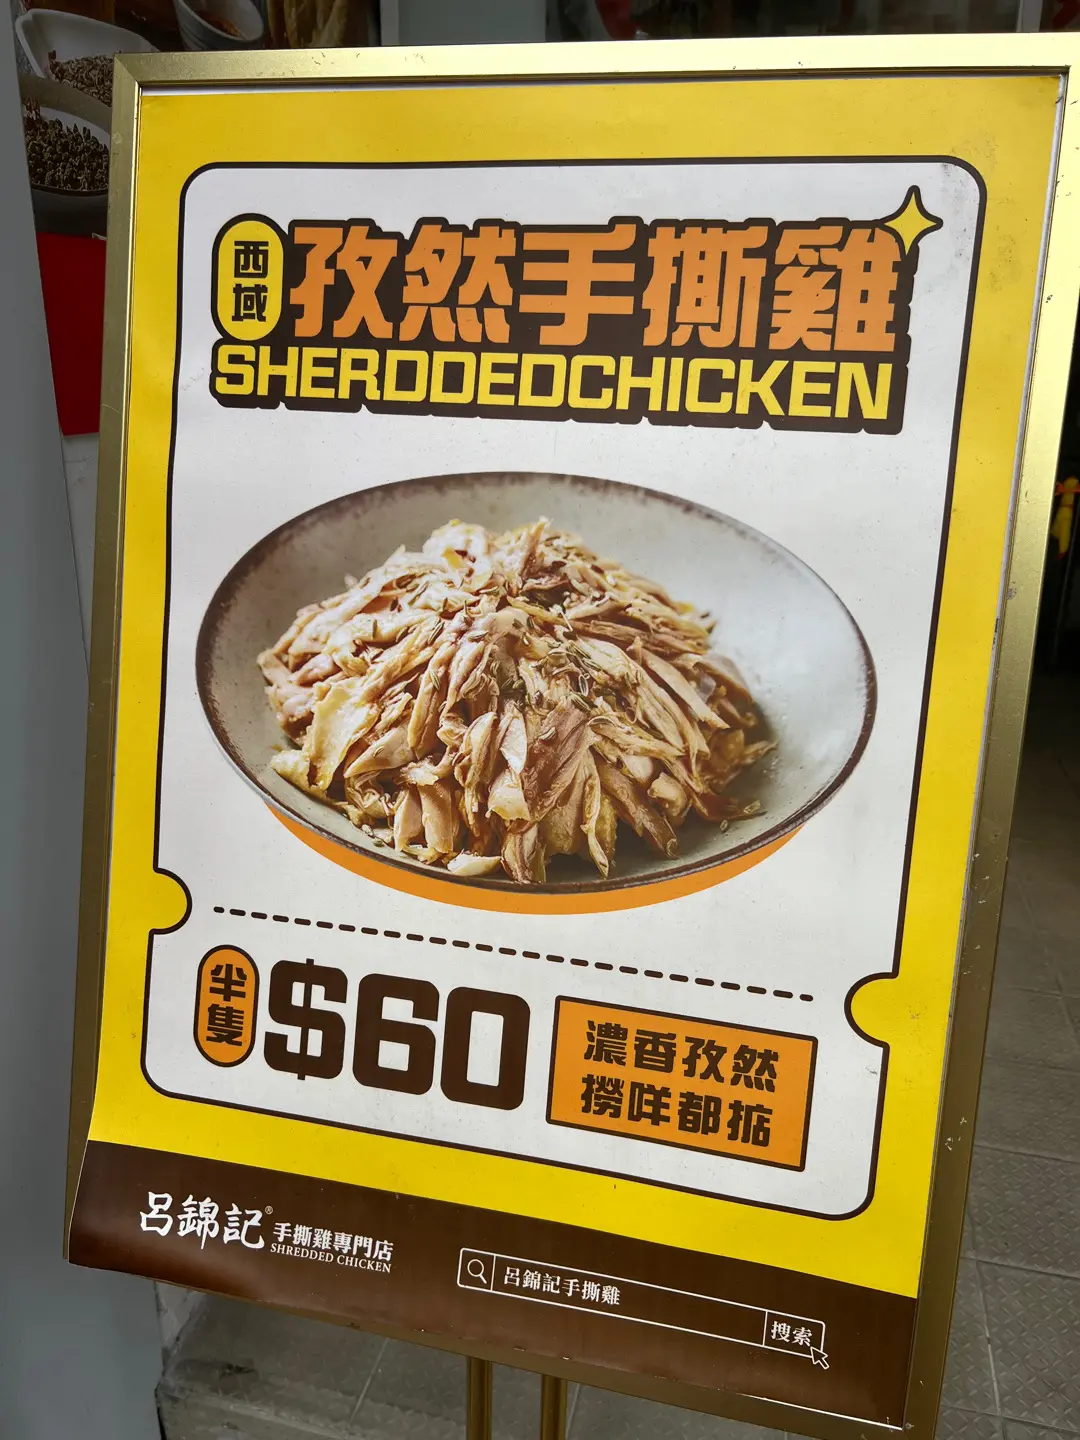 西域
孜然手撕雞
SHERDDEDCHICKEN
半隻
$60
濃香孜然
撈咩都掂
呂錦記®
手撕雞專門店
SHREDDED CHICKEN
呂錦記手撕雞
搜索